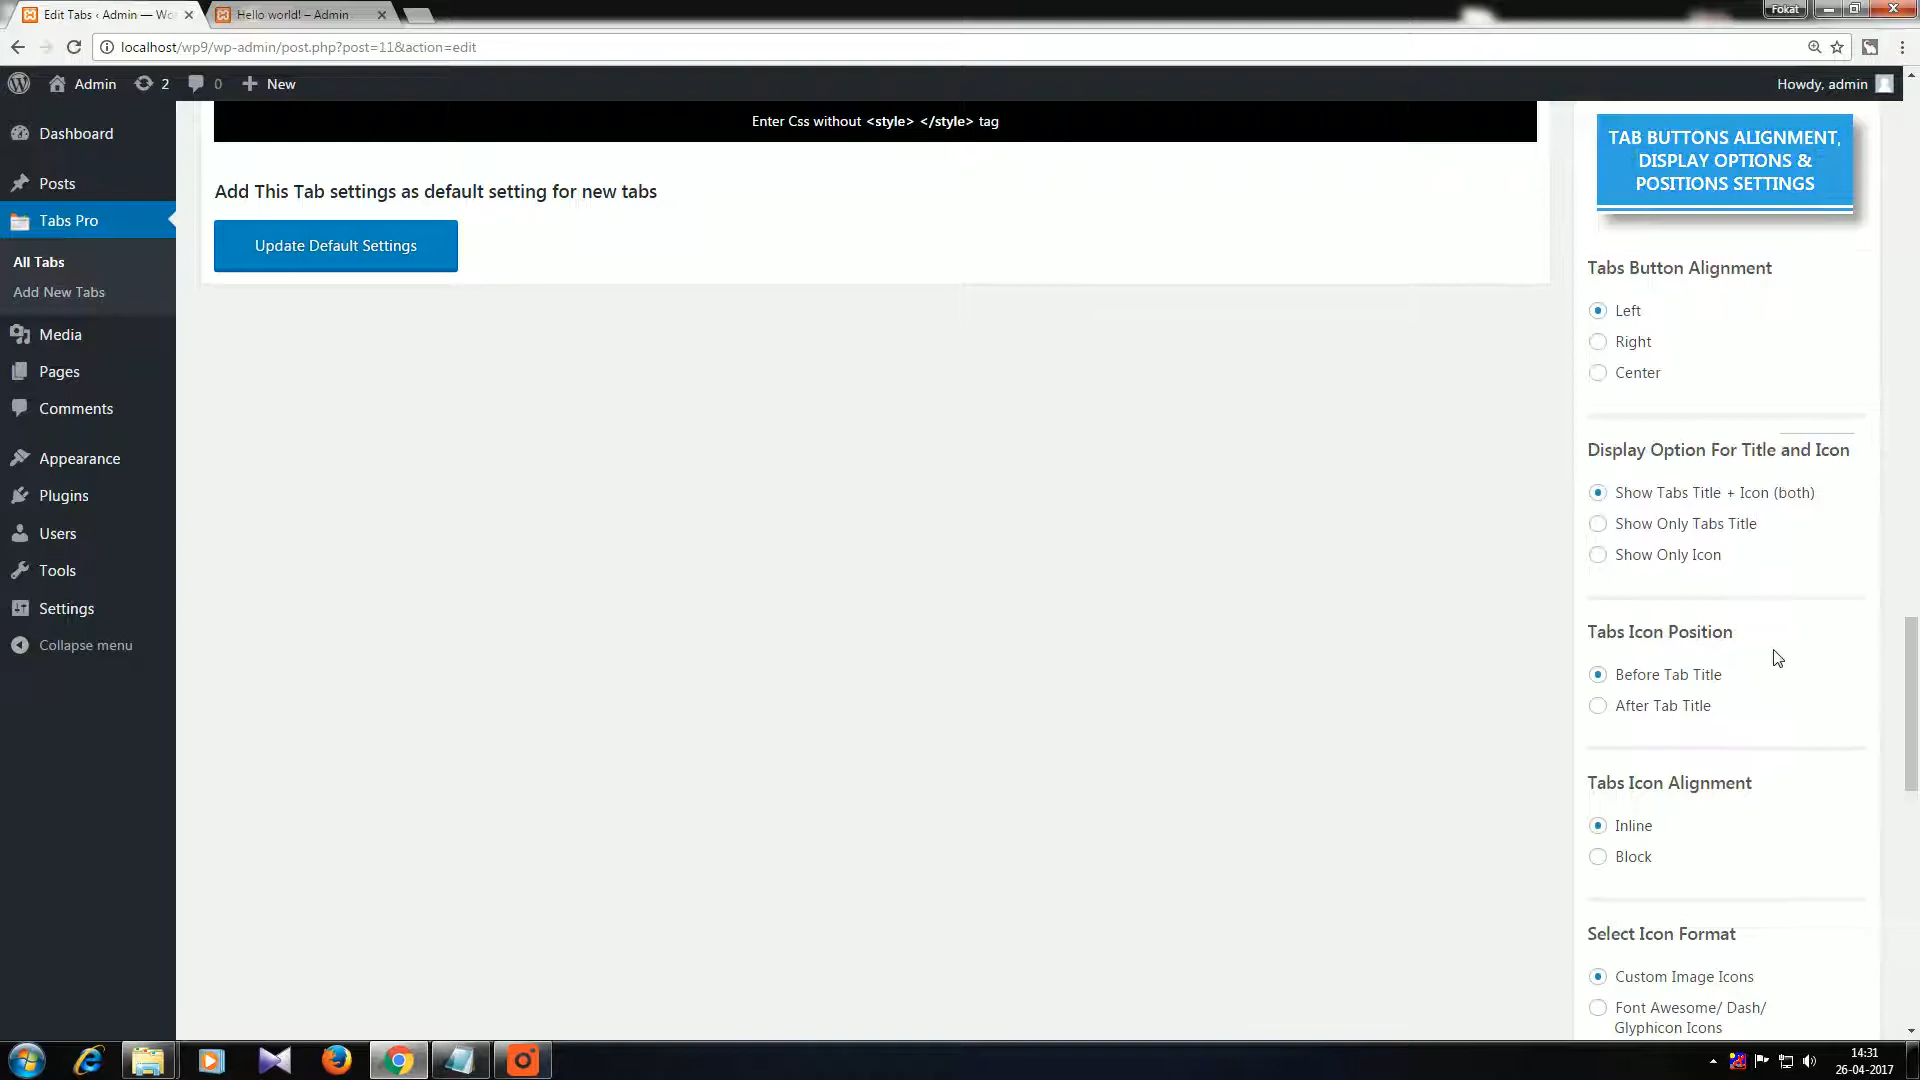 Edit Tabs ‹ Admin — Wo
Hello world! – Admin
Fokat
localhost/wp9/wp-admin/post.php?post=11&action=edit
Admin
2
0
New
Howdy, admin
Dashboard
Posts
Tabs Pro
All Tabs
Add New Tabs
Media
Pages
Comments
Appearance
Plugins
Users
Tools
Settings
Collapse menu
Enter Css without <style> </style> tag
Add This Tab settings as default setting for new tabs
Update Default Settings
TAB BUTTONS ALIGNMENT,
DISPLAY OPTIONS &
POSITIONS SETTINGS
Tabs Button Alignment
Left
Right
Center
Display Option For Title and Icon
Show Tabs Title + Icon (both)
Show Only Tabs Title
Show Only Icon
Tabs Icon Position
Before Tab Title
After Tab Title
Tabs Icon Alignment
Inline
Block
Select Icon Format
Custom Image Icons
Font Awesome/ Dash/
Glyphicon Icons
14:31
26-04-2017